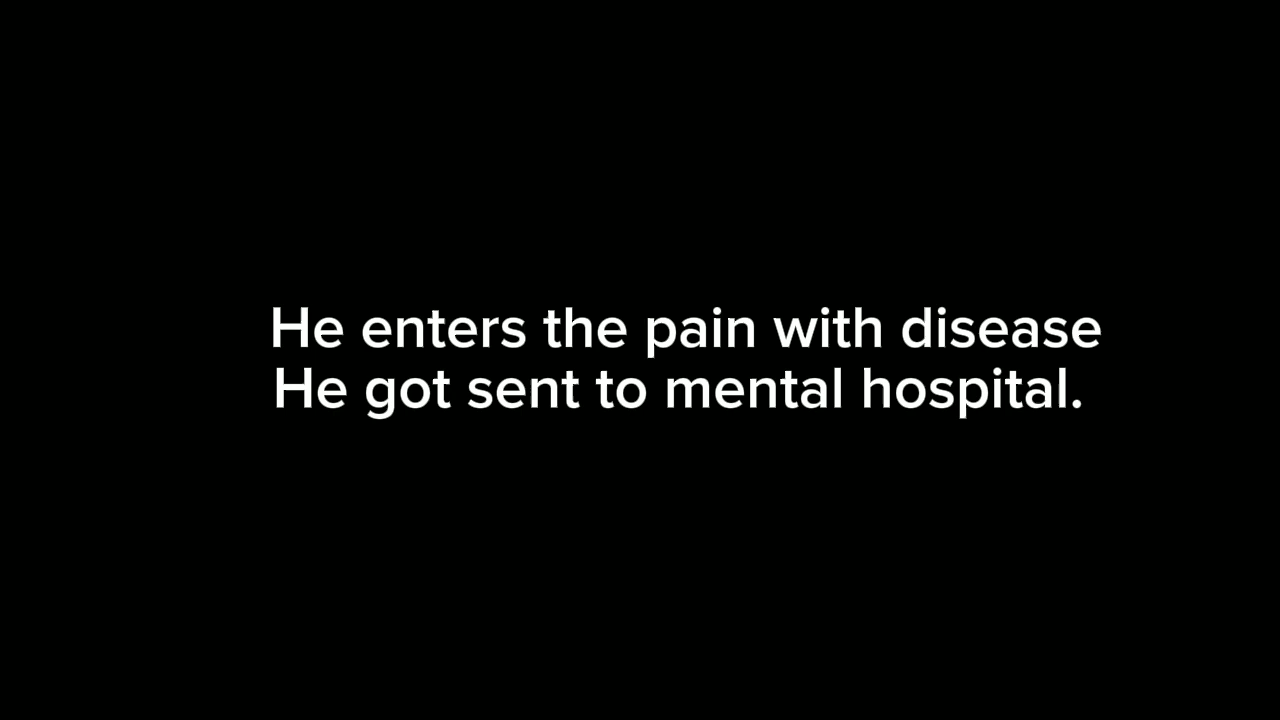 He enters the pain with disease
He got sent to mental hospital.